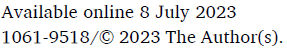 Available online 8 July 2023
1061-9518/© 2023 The Author(s).